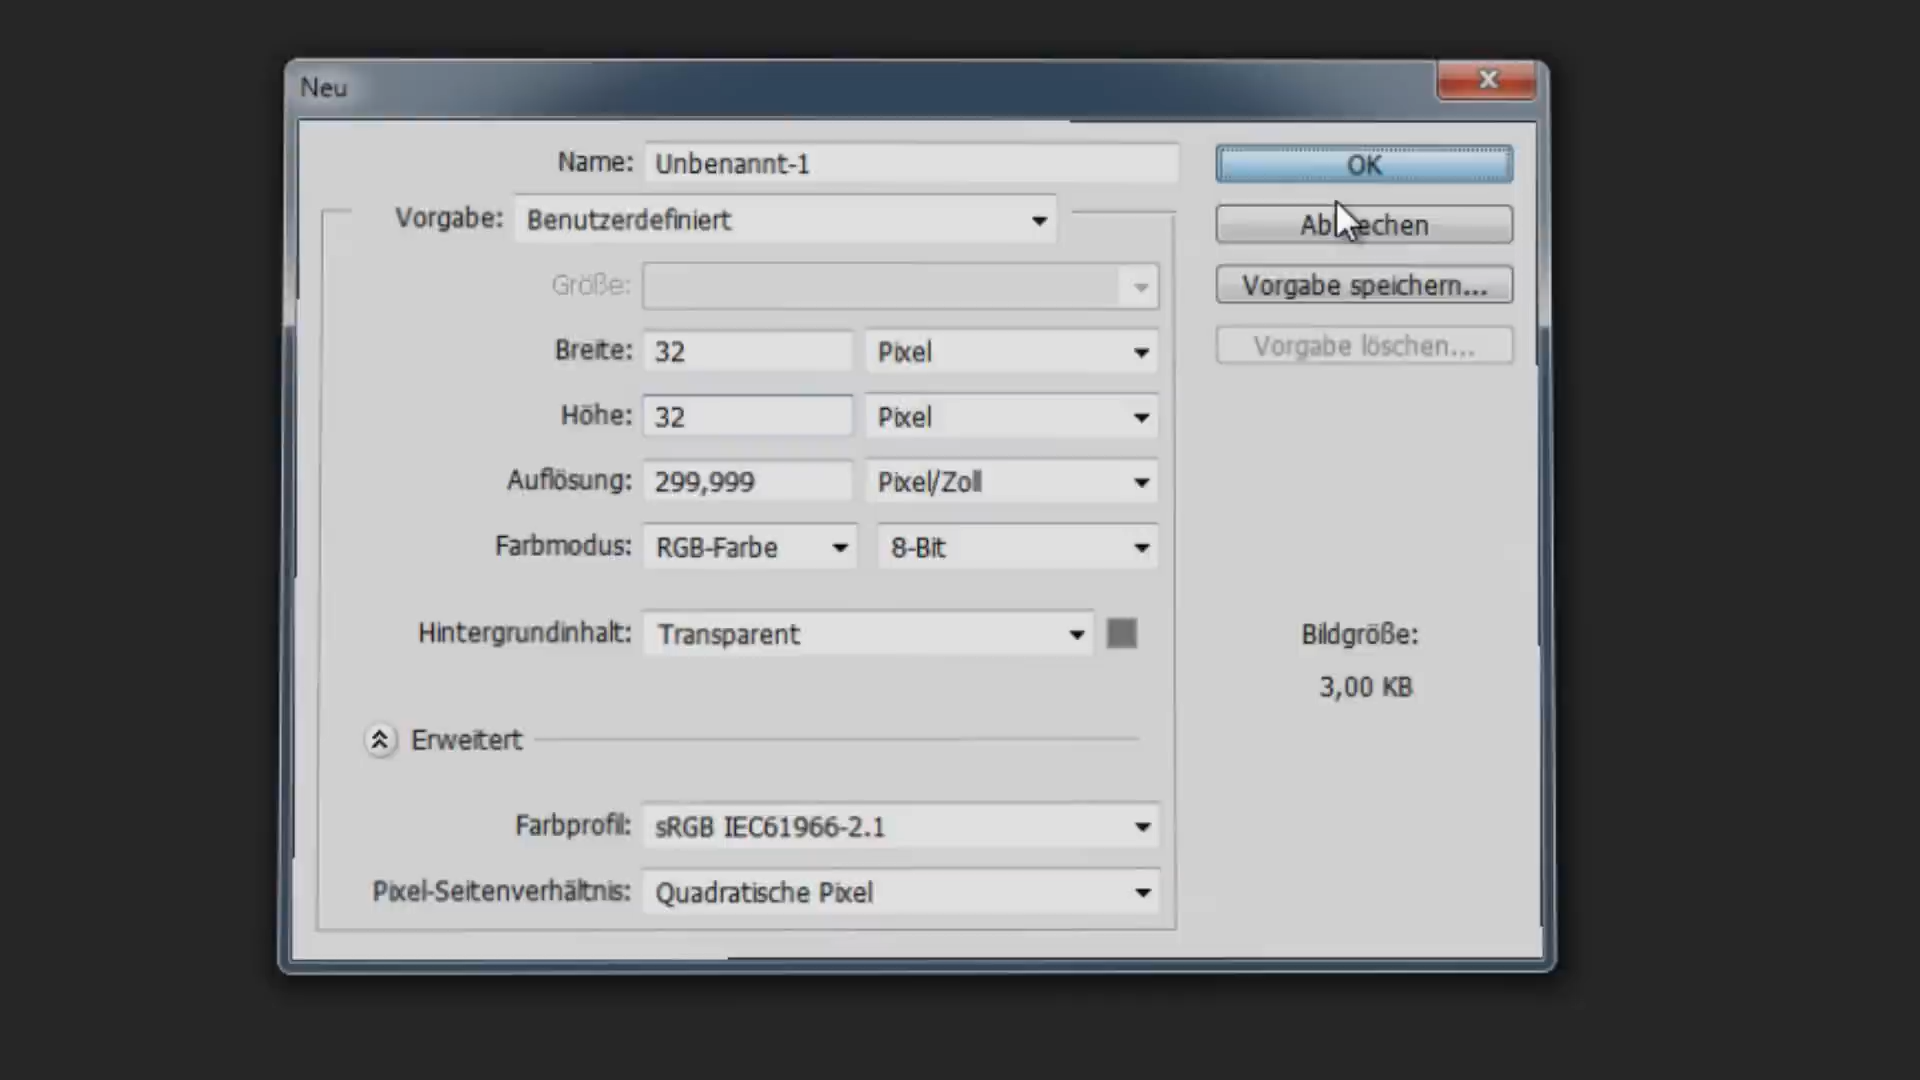 Neu
Name: Unbenannt-1
OK
Vorgabe: Benutzerdefiniert
Größe:
Vorgabe speichern...
Breite: 32 Pixel
Vorgabe löschen...
Höhe: 32 Pixel
Auflösung: 299,999 Pixel/Zoll
Farbmodus: RGB-Farbe 8-Bit
Hintergrundinhalt: Transparent
Bildgröße:
3,00 KB
Erweitert
Farbprofil: sRGB IEC61966-2.1
Pixel-Seitenverhältnis: Quadratische Pixel